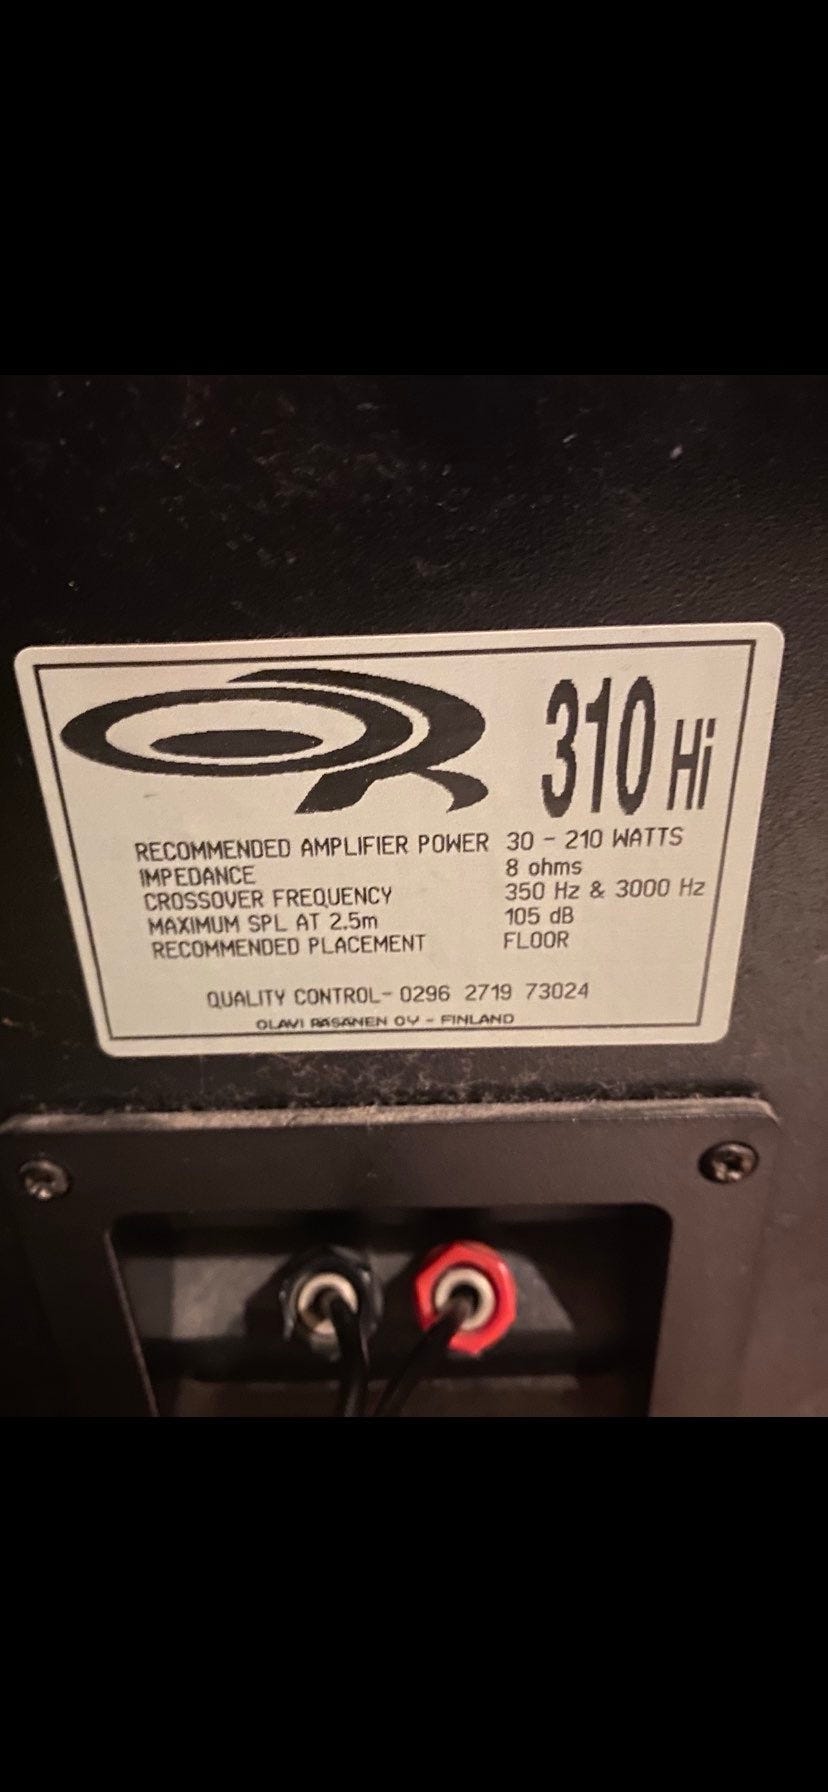 OR 310 Hi
RECOMMENDED AMPLIFIER POWER 30 - 210 WATTS
IMPEDANCE 8 ohms
CROSSOVER FREQUENCY 350 Hz & 3000 Hz
MAXIMUM SPL AT 2.5m 105 dB
RECOMMENDED PLACEMENT FLOOR
QUALITY CONTROL- 0296 2719 73024
OLAVI RÄSÄNEN OY - FINLAND